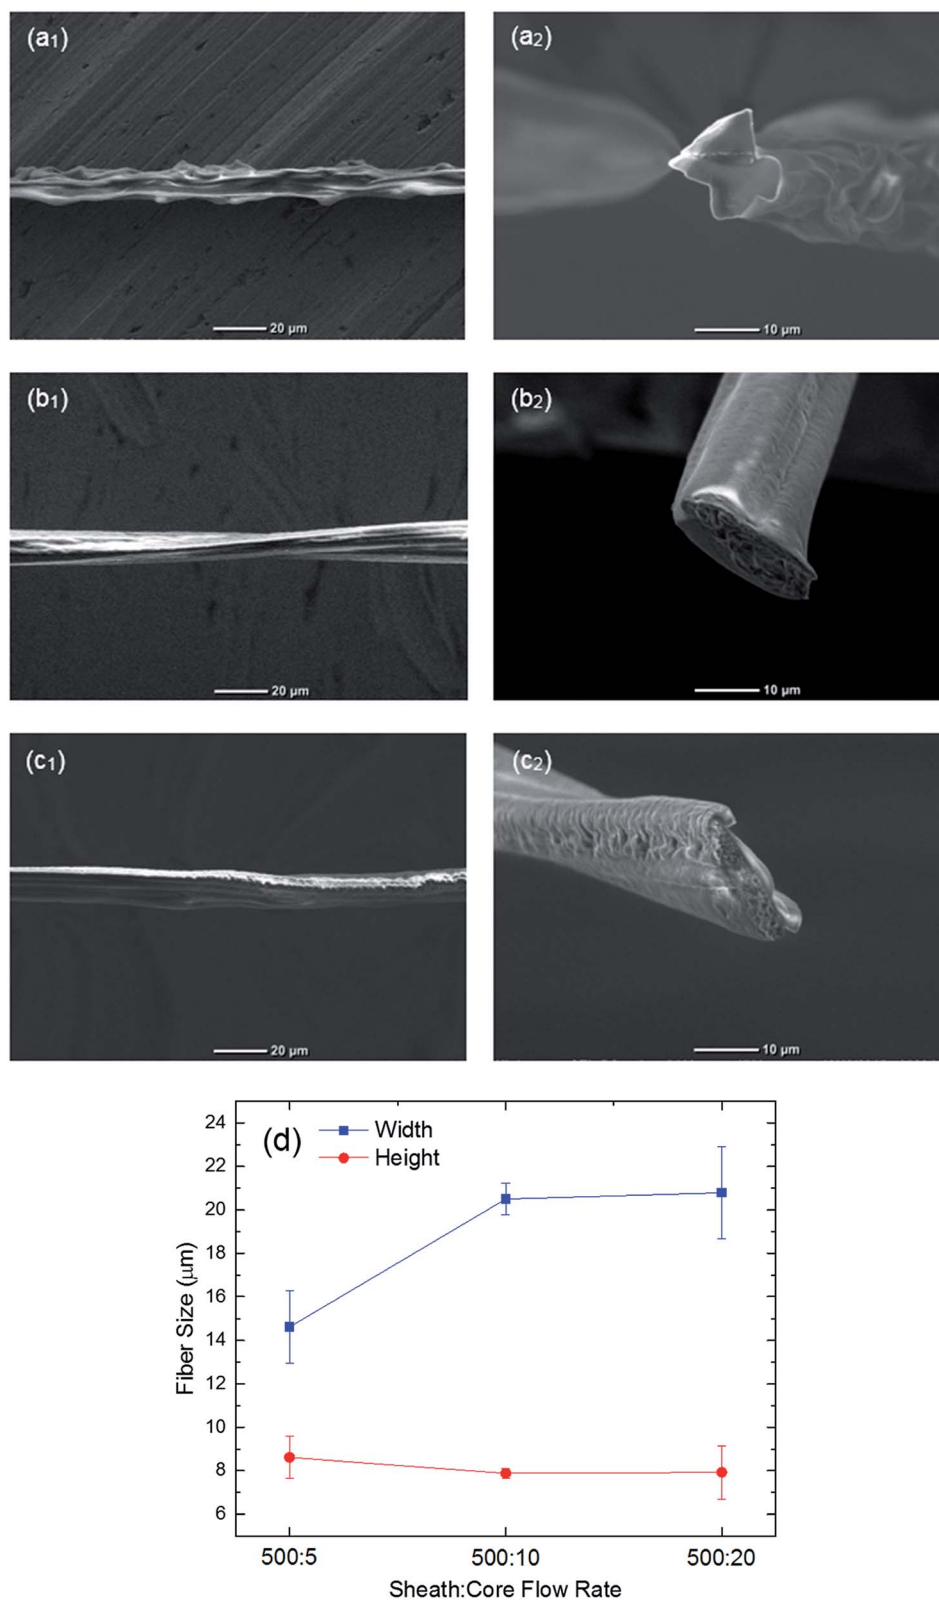 (a₁)
(a₂)
20 μm
10 μm
(b₁)
(b₂)
20 μm
10 μm
(c₁)
(c₂)
20 μm
10 μm
(d)
Width
Height
24
22
20
18
16
14
12
10
8
6
Fiber Size (μm)
500:5 500:10 500:20
Sheath:Core Flow Rate